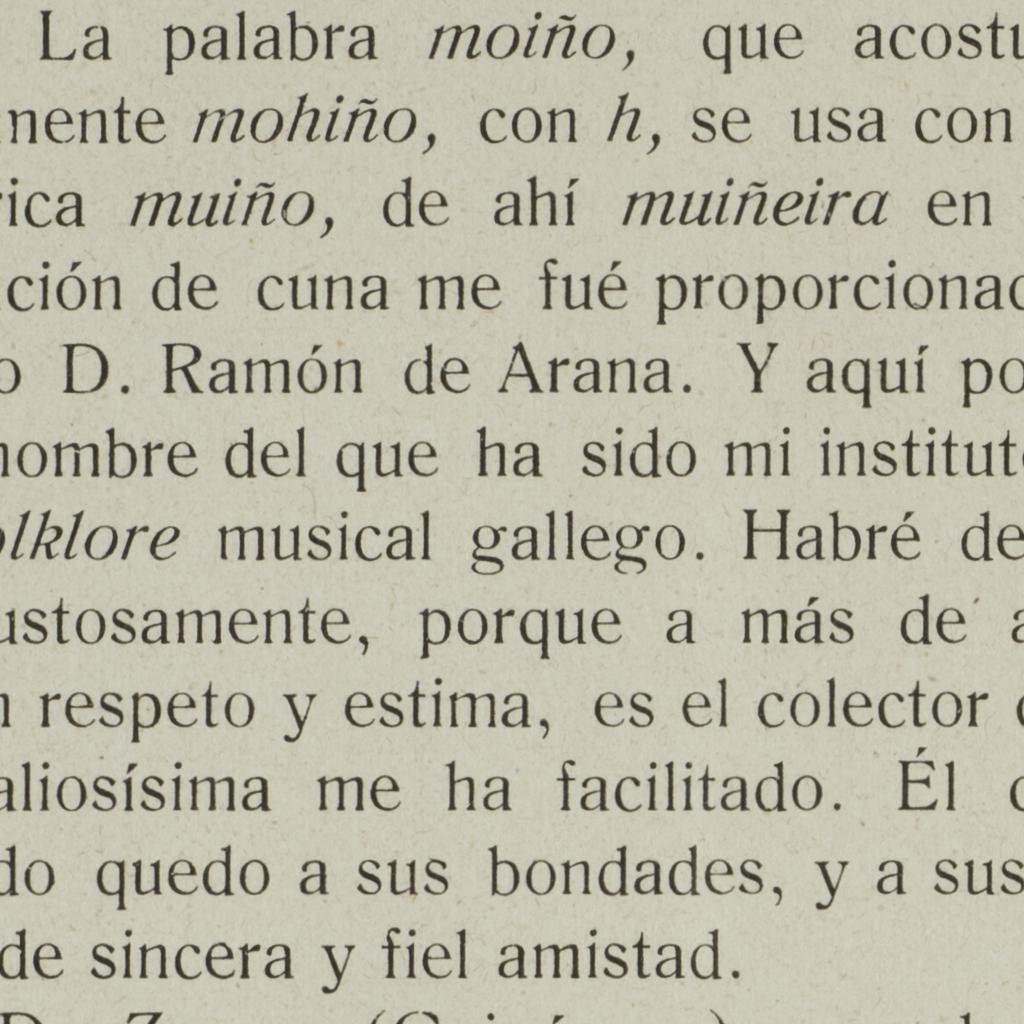 La palabra moiño, que acostu
nente mohiño, con h, se usa con
rica muiño, de ahí muiñeira en
ción de cuna me fué proporcionad
o D. Ramón de Arana. Y aquí po
nombre del que ha sido mi institut
olklore musical gallego. Habré de
ustosamente, porque a más de a
n respeto y estima, es el colector
aliosísima me ha facilitado. Él
do quedo a sus bondades, y a sus
de sincera y fiel amistad.